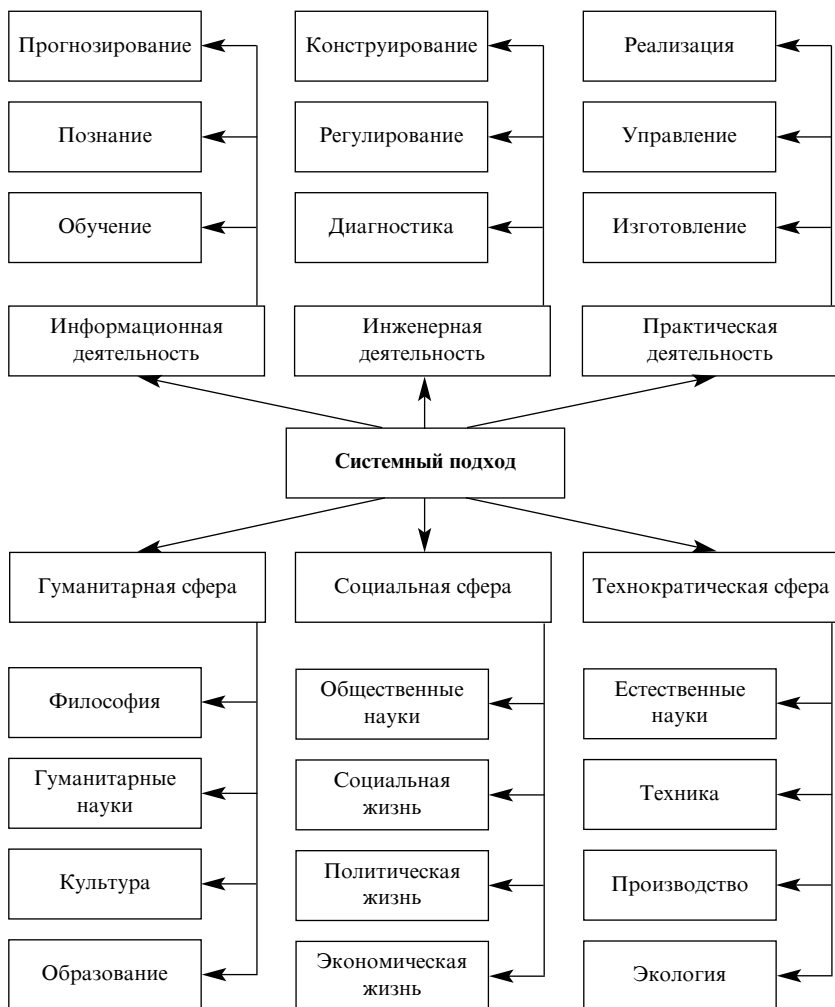 Прогнозирование
Конструирование
Реализация
Познание
Регулирование
Управление
Обучение
Диагностика
Изготовление
Информационная
деятельность
Инженерная
деятельность
Практическая
деятельность
Системный подход
Гуманитарная сфера
Социальная сфера
Технократическая сфера
Философия
Общественные
науки
Естественные
науки
Гуманитарные
науки
Социальная
жизнь
Техника
Культура
Политическая
жизнь
Производство
Образование
Экономическая
жизнь
Экология